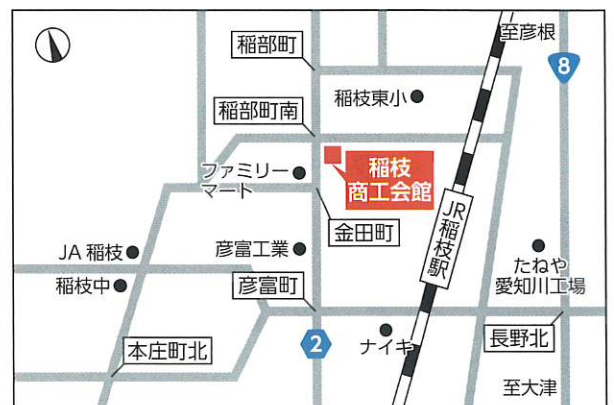 至彦根
稲部町
8
稲枝東小
稲部町南
稲枝
商工会館
ファミリー
マート
JR稲枝駅
金田町
JA 稲枝
彦富工業
たねや
愛知川工場
稲枝中
彦富町
2
ナイキ
長野北
本庄町北
至大津